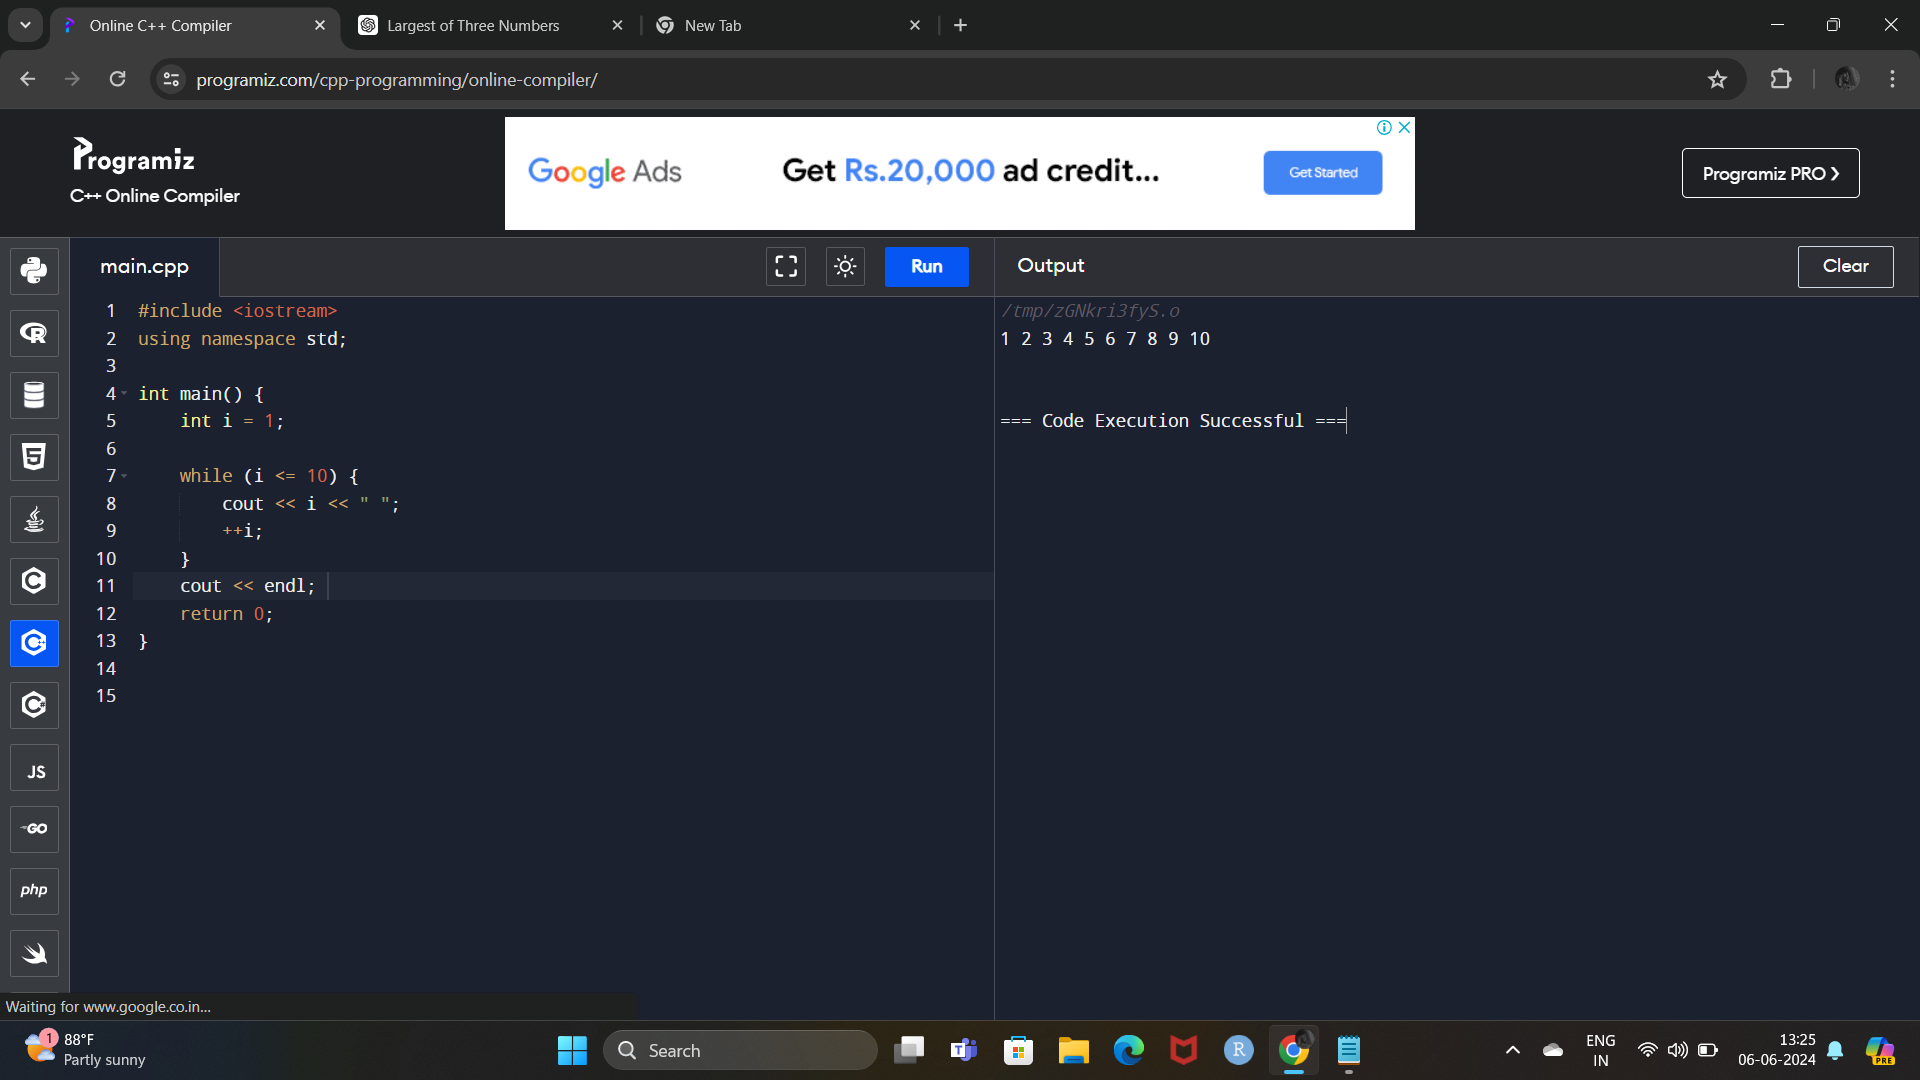 Online C++ Compiler
Largest of Three Numbers
New Tab
programiz.com/cpp-programming/online-compiler/
Programiz
C++ Online Compiler
Google Ads
Get Rs.20,000 ad credit...
Get Started
Programiz PRO
main.cpp
Run
Output
Clear
1 #include <iostream>
2 using namespace std;
3
4 int main() {
5     int i = 1;
6
7     while (i <= 10) {
8         cout << i << " ";
9         ++i;
10     }
11     cout << endl;
12     return 0;
13 }
14
15
/tmp/zGNkri3fyS.o
1 2 3 4 5 6 7 8 9 10
=== Code Execution Successful ===
R
5
C
C++
C#
JS
GO
php
Waiting for www.google.co.in...
1
88°F
Partly sunny
Search
T
R
ENG
IN
13:25
06-06-2024
PRE